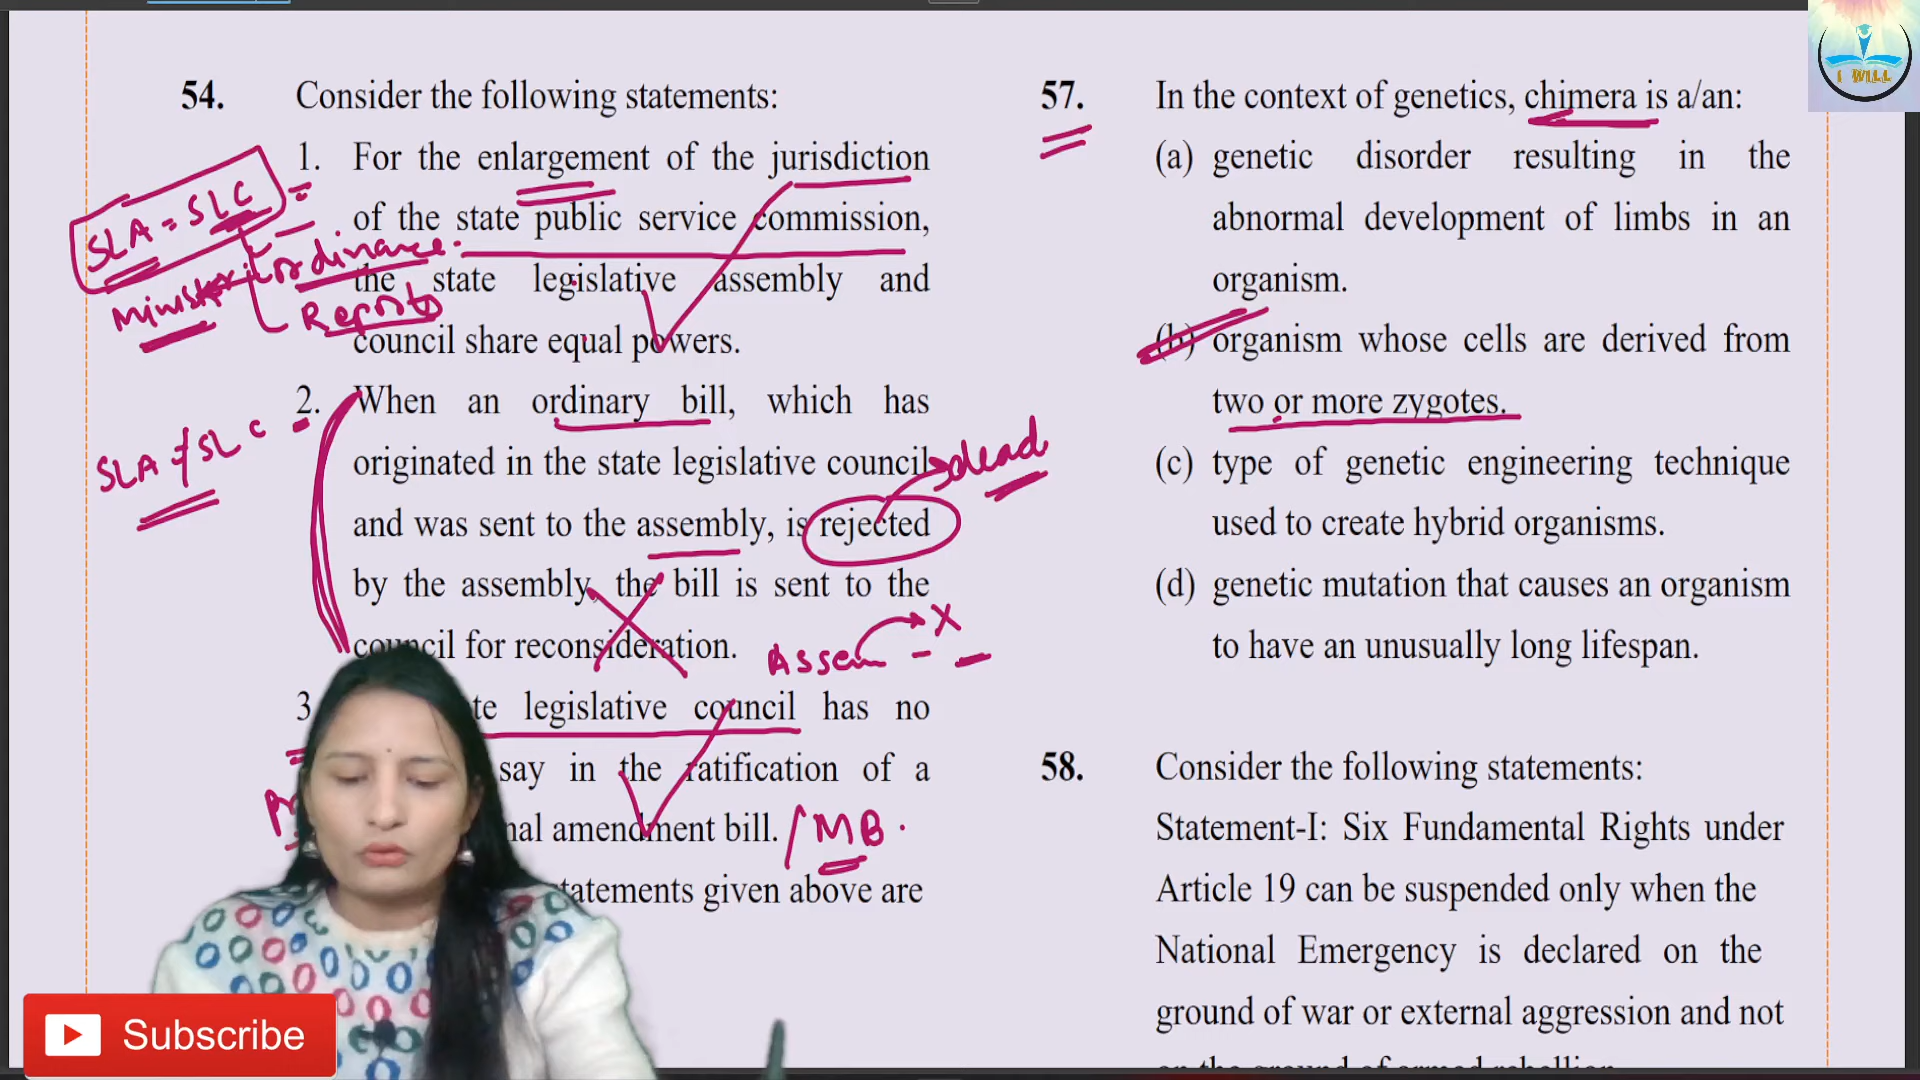 I WILL
54. Consider the following statements:
1. For the enlargement of the jurisdiction
of the state public service commission,
the state legislative assembly and
council share equal powers.
2. When an ordinary bill, which has
originated in the state legislative council
and was sent to the assembly, is rejected
by the assembly, the bill is sent to the
council for reconsideration.
3
te legislative council has no
say in the ratification of a
nal amendment bill.
tatements given above are
SLA = SLC
Minist
ordinance.
Reports
SLA ≠ SLC
dead
Assem
X
/ MB.
57. In the context of genetics, chimera is a/an:
(a) genetic disorder resulting in the
abnormal development of limbs in an
organism.
(b) organism whose cells are derived from
two or more zygotes.
(c) type of genetic engineering technique
used to create hybrid organisms.
(d) genetic mutation that causes an organism
to have an unusually long lifespan.
58. Consider the following statements:
Statement-I: Six Fundamental Rights under
Article 19 can be suspended only when the
National Emergency is declared on the
ground of war or external aggression and not
on the ground of armed rebellion
Subscribe